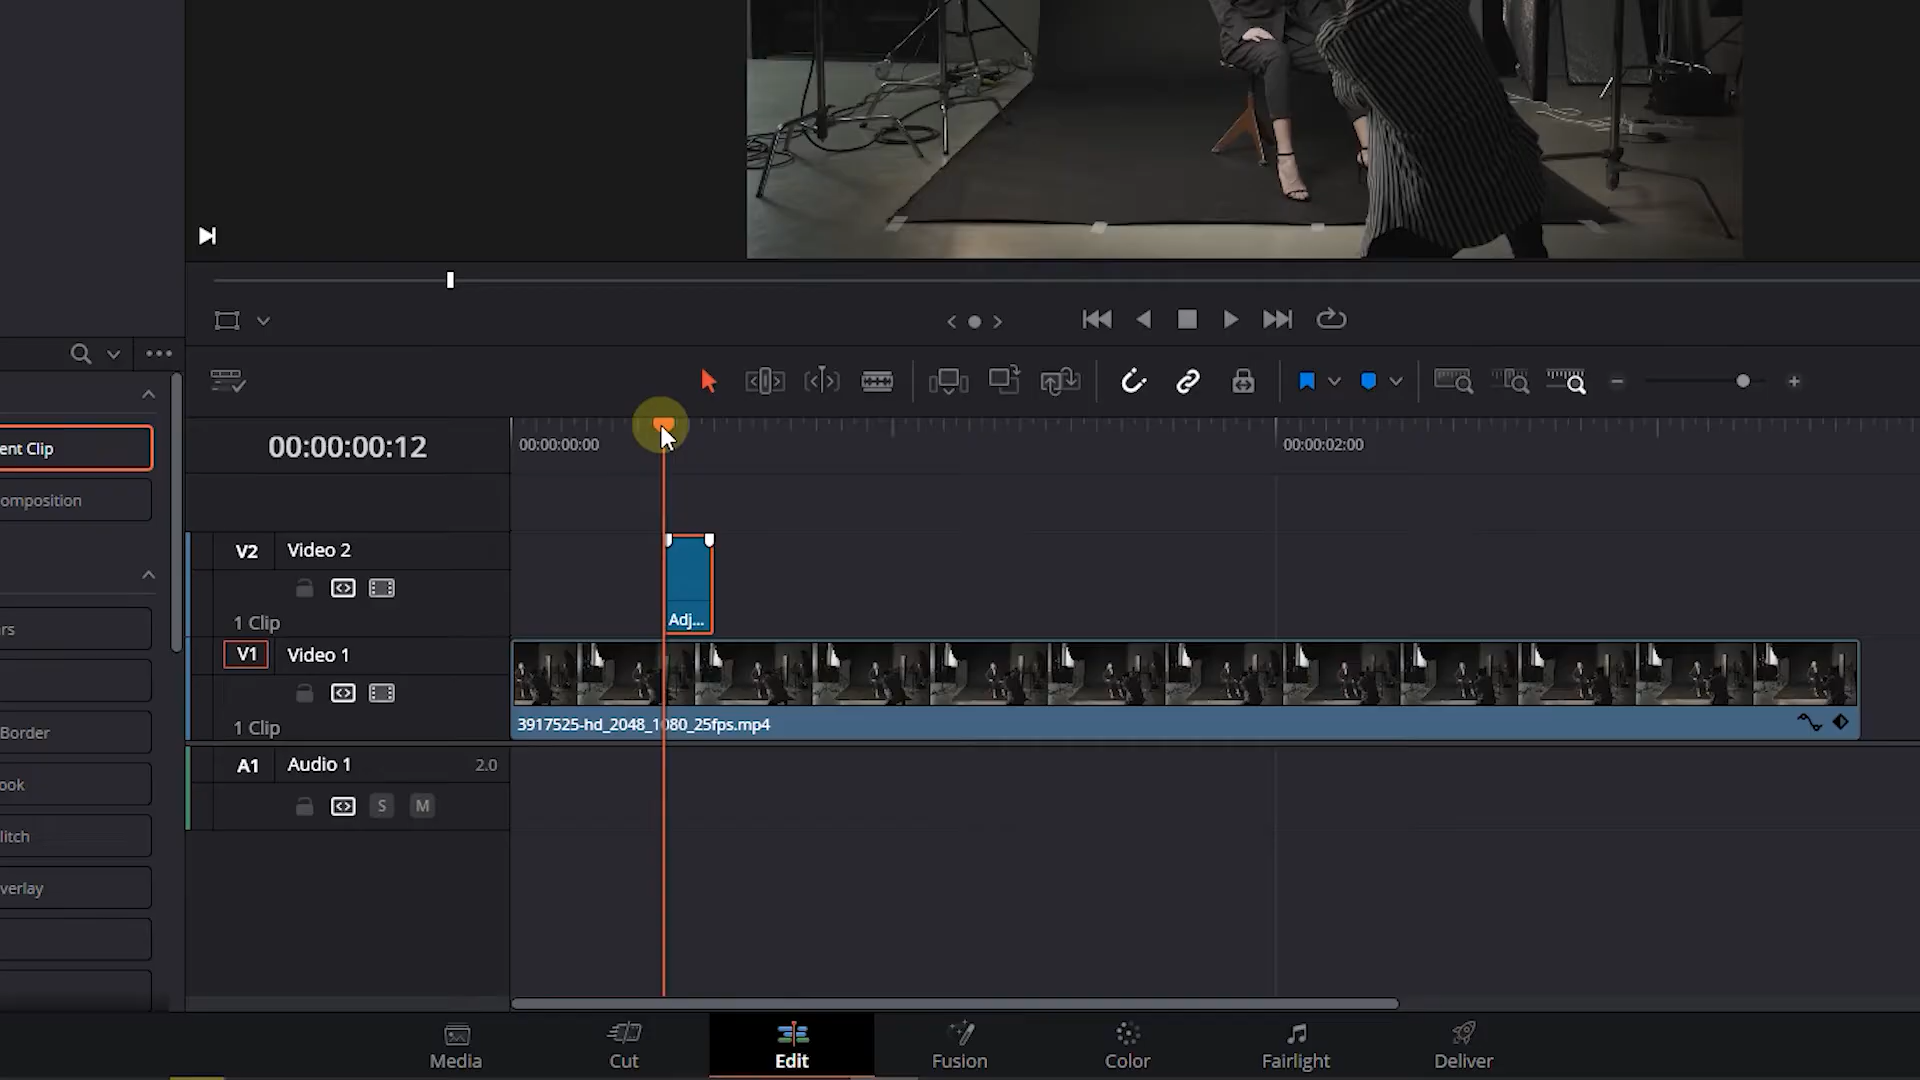 ent Clip
omposition
rs
Border
ook
litch
verlay
00:00:00:12
00:00:00:00
00:00:02:00
V2 Video 2
1 Clip
Adj...
V1 Video 1
1 Clip
3917525-hd_2048_1080_25fps.mp4
A1 Audio 1 2.0
S M
Media Cut Edit Fusion Color Fairlight Deliver